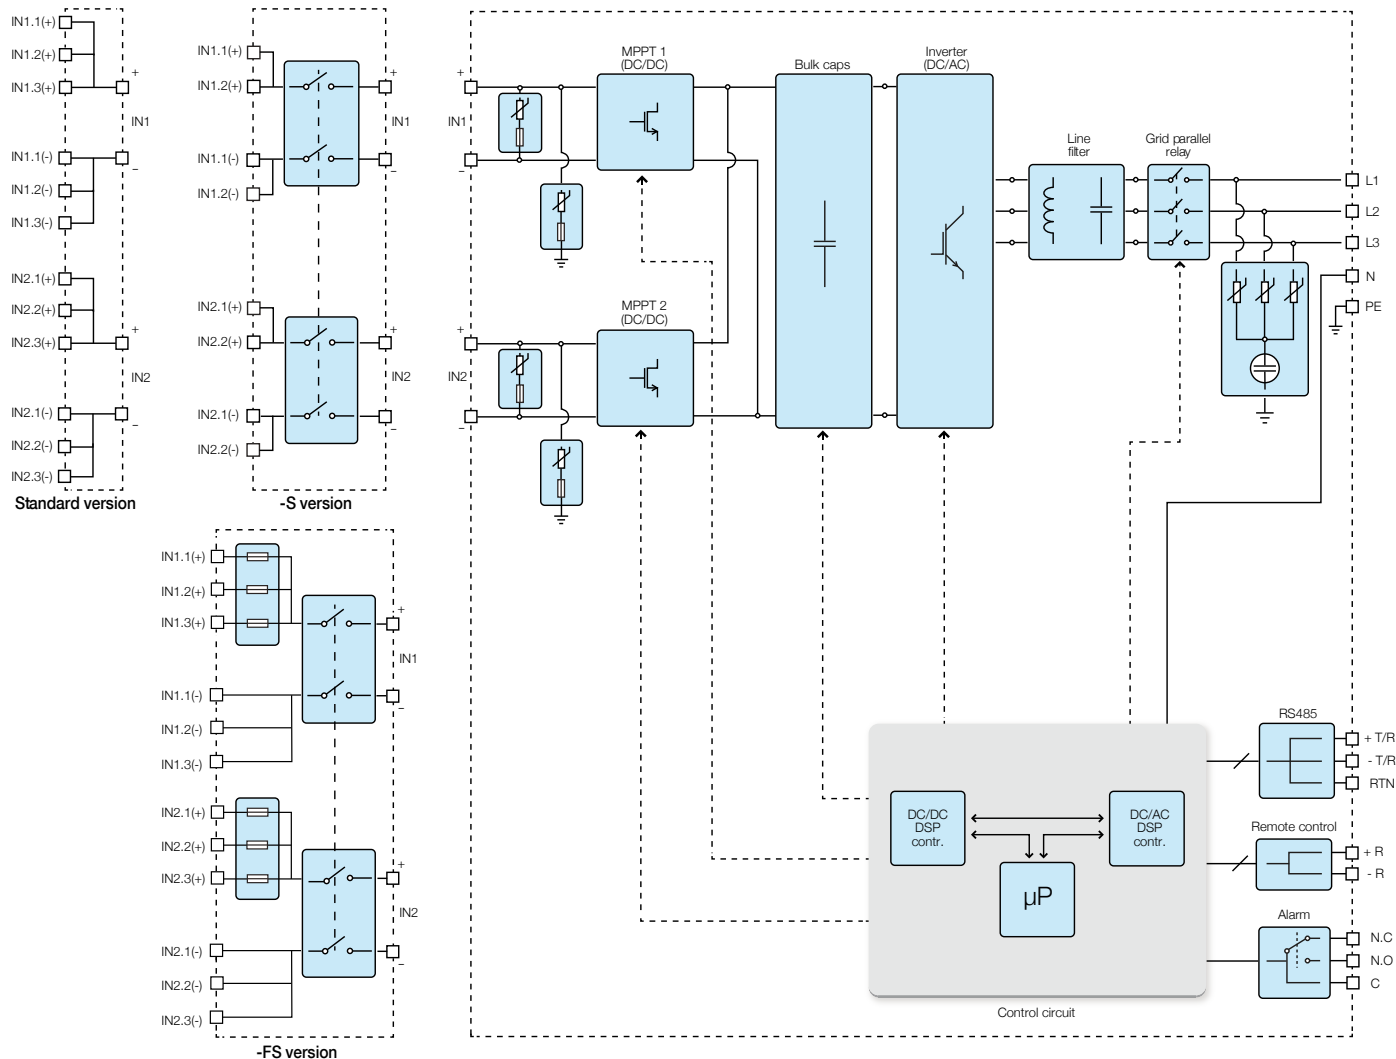 IN1.1(+)
IN1.2(+)
IN1.3(+)
+
IN1
IN1.1(-)
−
IN1.2(-)
IN1.3(-)
IN2.1(+)
IN2.2(+)
+
IN2.3(+)
IN2
IN2.1(-)
−
IN2.2(-)
IN2.3(-)
Standard version
IN1.1(+)
+
IN1.2(+)
IN1
IN1.1(-)
−
IN1.2(-)
IN2.1(+)
+
IN2.2(+)
IN2
IN2.1(-)
−
IN2.2(-)
-S version
IN1.1(+)
IN1.2(+)
+
IN1.3(+)
IN1
IN1.1(-)
−
IN1.2(-)
IN1.3(-)
IN2.1(+)
IN2.2(+)
+
IN2.3(+)
IN2
IN2.1(-)
−
IN2.2(-)
IN2.3(-)
-FS version
+
IN1
−
+
IN2
−
MPPT 1
(DC/DC)
MPPT 2
(DC/DC)
Bulk caps
Inverter
(DC/AC)
Line
filter
Grid parallel
relay
L1
L2
L3
N
PE
DC/DC
DSP
contr.
DC/AC
DSP
contr.
µP
Control circuit
RS485
+ T/R
- T/R
RTN
Remote control
+ R
- R
Alarm
N.C
N.O
C